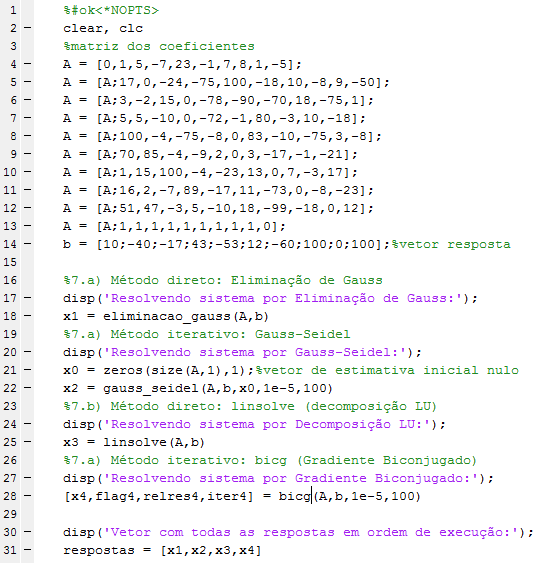 1 %#ok<*NOPTS>
2 - clear, clc
3 %matriz dos coeficientes
4 - A = [0,1,5,-7,23,-1,7,8,1,-5];
5 - A = [A;17,0,-24,-75,100,-18,10,-8,9,-50];
6 - A = [A;3,-2,15,0,-78,-90,-70,18,-75,1];
7 - A = [A;5,5,-10,0,-72,-1,80,-3,10,-18];
8 - A = [A;100,-4,-75,-8,0,83,-10,-75,3,-8];
9 - A = [A;70,85,-4,-9,2,0,3,-17,-1,-21];
10 - A = [A;1,15,100,-4,-23,13,0,7,-3,17];
11 - A = [A;16,2,-7,89,-17,11,-73,0,-8,-23];
12 - A = [A;51,47,-3,5,-10,18,-99,-18,0,12];
13 - A = [A;1,1,1,1,1,1,1,1,1,0];
14 - b = [10;-40;-17;43;-53;12;-60;100;0;100];%vetor resposta
15
16 %7.a) Método direto: Eliminação de Gauss
17 - disp('Resolvendo sistema por Eliminação de Gauss:');
18 - x1 = eliminacao_gauss(A,b)
19 %7.a) Método iterativo: Gauss-Seidel
20 - disp('Resolvendo sistema por Gauss-Seidel:');
21 - x0 = zeros(size(A,1),1);%vetor de estimativa inicial nulo
22 - x2 = gauss_seidel(A,b,x0,1e-5,100)
23 %7.b) Método direto: linsolve (decomposição LU)
24 - disp('Resolvendo sistema por Decomposição LU:');
25 - x3 = linsolve(A,b)
26 %7.a) Método iterativo: bicg (Gradiente Biconjugado)
27 - disp('Resolvendo sistema por Gradiente Biconjugado:');
28 - [x4,flag4,relres4,iter4] = bicg(A,b,1e-5,100)
29
30 - disp('Vetor com todas as respostas em ordem de execução:');
31 - respostas = [x1,x2,x3,x4]